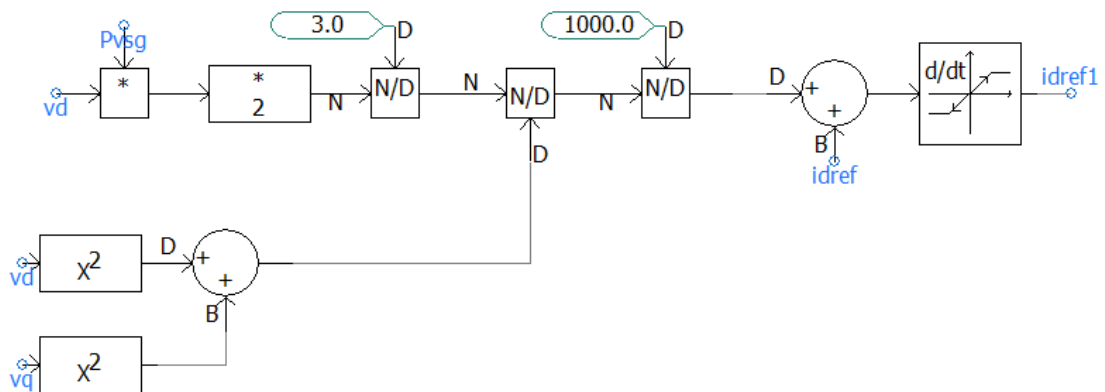 3.0
D
1000.0
D
Pvsg
*
vd
*
2
N
N/D
N
N/D
D
N
N/D
D
+
+
B
idref
d/dt
idref1
vd
X²
D
+
+
B
vq
X²